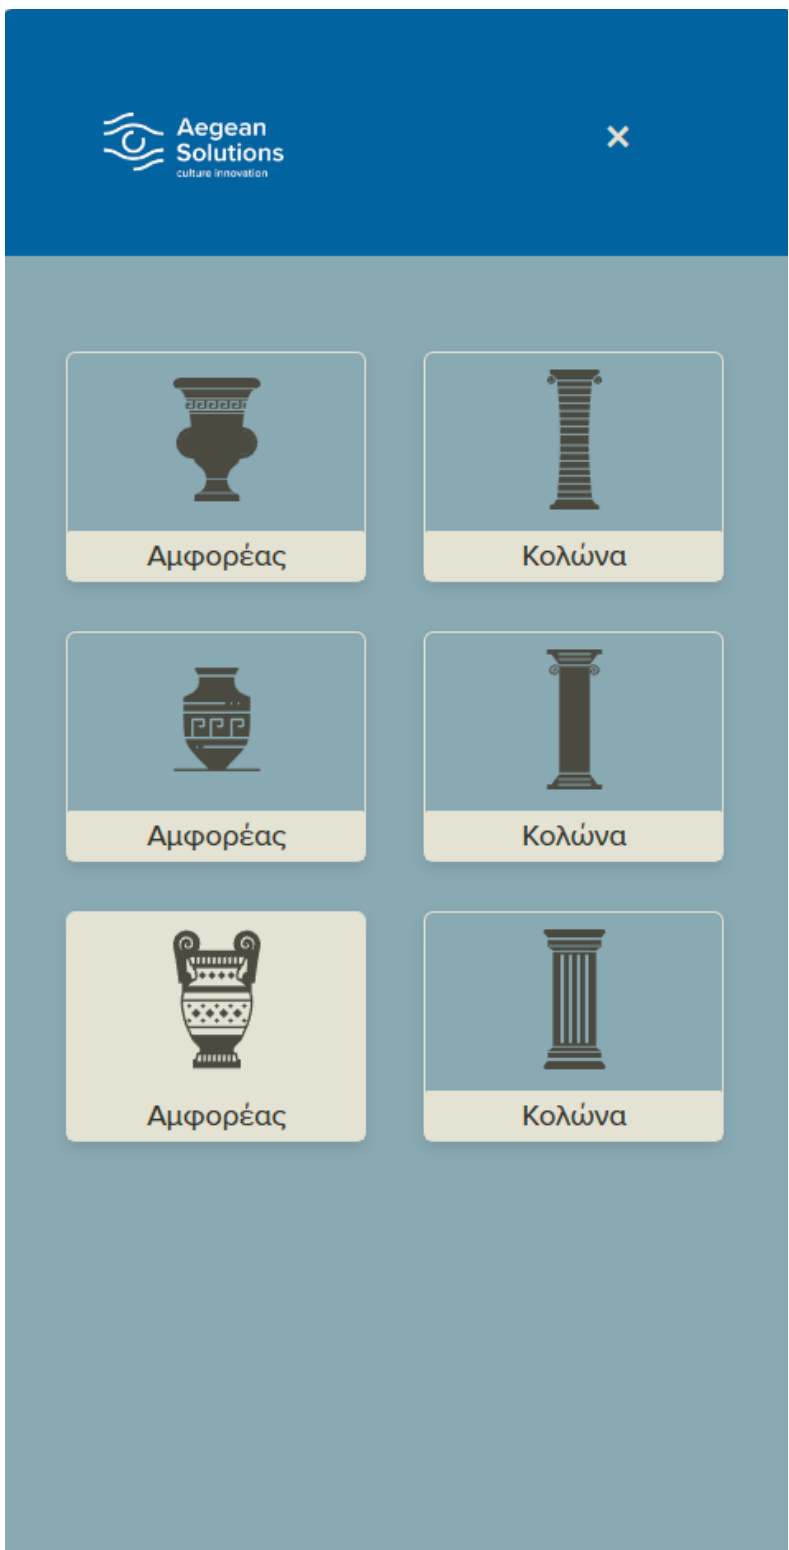 Aegean
Solutions
culture innovation
×
Αμφορέας
Κολώνα
Αμφορέας
Κολώνα
Αμφορέας
Κολώνα